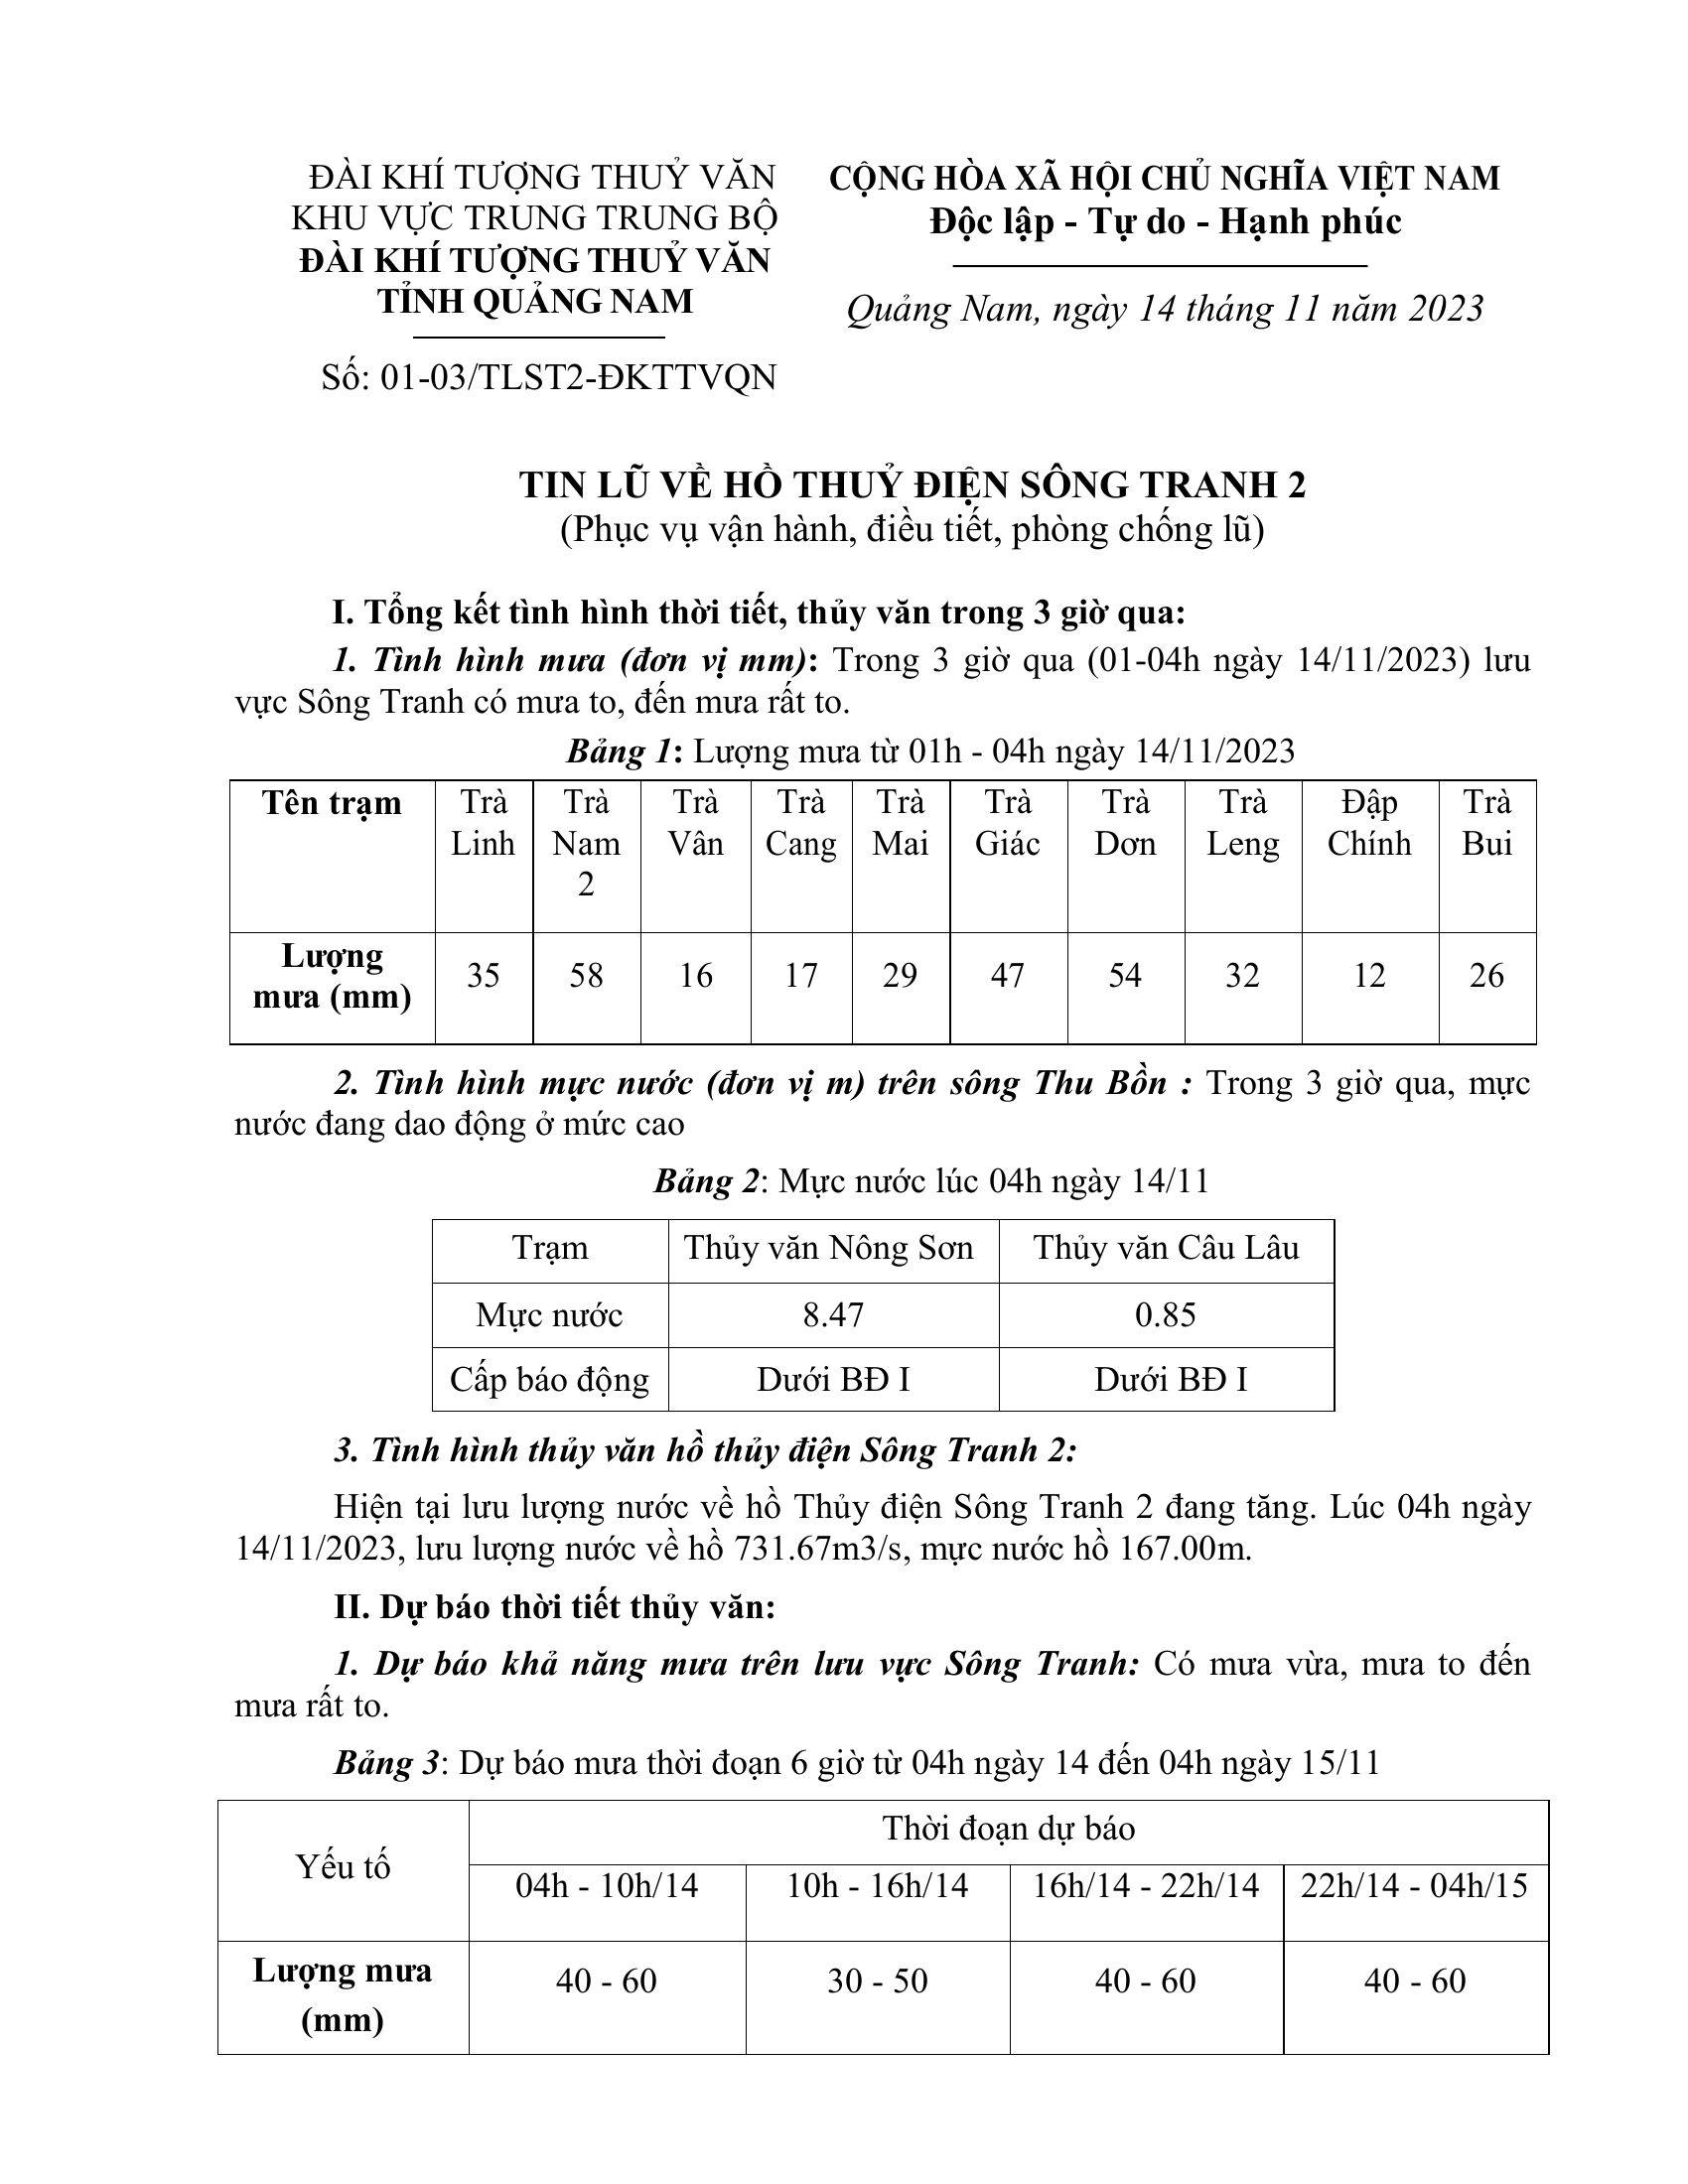 ĐÀI KHÍ TƯỢNG THUỶ VĂN
KHU VỰC TRUNG TRUNG BỘ
ĐÀI KHÍ TƯỢNG THUỶ VĂN
TỈNH QUẢNG NAM
Số: 01-03/TLST2-ĐKTTVQN
CỘNG HÒA XÃ HỘI CHỦ NGHĨA VIỆT NAM
Độc lập - Tự do - Hạnh phúc
Quảng Nam, ngày 14 tháng 11 năm 2023
TIN LŨ VỀ HỒ THUỶ ĐIỆN SÔNG TRANH 2
(Phục vụ vận hành, điều tiết, phòng chống lũ)
I. Tổng kết tình hình thời tiết, thủy văn trong 3 giờ qua:
1. Tình hình mưa (đơn vị mm): Trong 3 giờ qua (01-04h ngày 14/11/2023) lưu
vực Sông Tranh có mưa to, đến mưa rất to.
Bảng 1: Lượng mưa từ 01h - 04h ngày 14/11/2023
Tên trạm Trà Trà Trà Trà Trà Trà Trà Trà Đập Trà
Linh Nam Vân Cang Mai Giác Dơn Leng Chính Bui
2
Lượng
mưa (mm) 35 58 16 17 29 47 54 32 12 26
2. Tình hình mực nước (đơn vị m) trên sông Thu Bồn : Trong 3 giờ qua, mực
nước đang dao động ở mức cao
Bảng 2: Mực nước lúc 04h ngày 14/11
Trạm Thủy văn Nông Sơn Thủy văn Câu Lâu
Mực nước 8.47 0.85
Cấp báo động Dưới BĐ I Dưới BĐ I
3. Tình hình thủy văn hồ thủy điện Sông Tranh 2:
Hiện tại lưu lượng nước về hồ Thủy điện Sông Tranh 2 đang tăng. Lúc 04h ngày
14/11/2023, lưu lượng nước về hồ 731.67m3/s, mực nước hồ 167.00m.
II. Dự báo thời tiết thủy văn:
1. Dự báo khả năng mưa trên lưu vực Sông Tranh: Có mưa vừa, mưa to đến
mưa rất to.
Bảng 3: Dự báo mưa thời đoạn 6 giờ từ 04h ngày 14 đến 04h ngày 15/11
Yếu tố Thời đoạn dự báo
04h - 10h/14 10h - 16h/14 16h/14 - 22h/14 22h/14 - 04h/15
Lượng mưa
(mm) 40 - 60 30 - 50 40 - 60 40 - 60